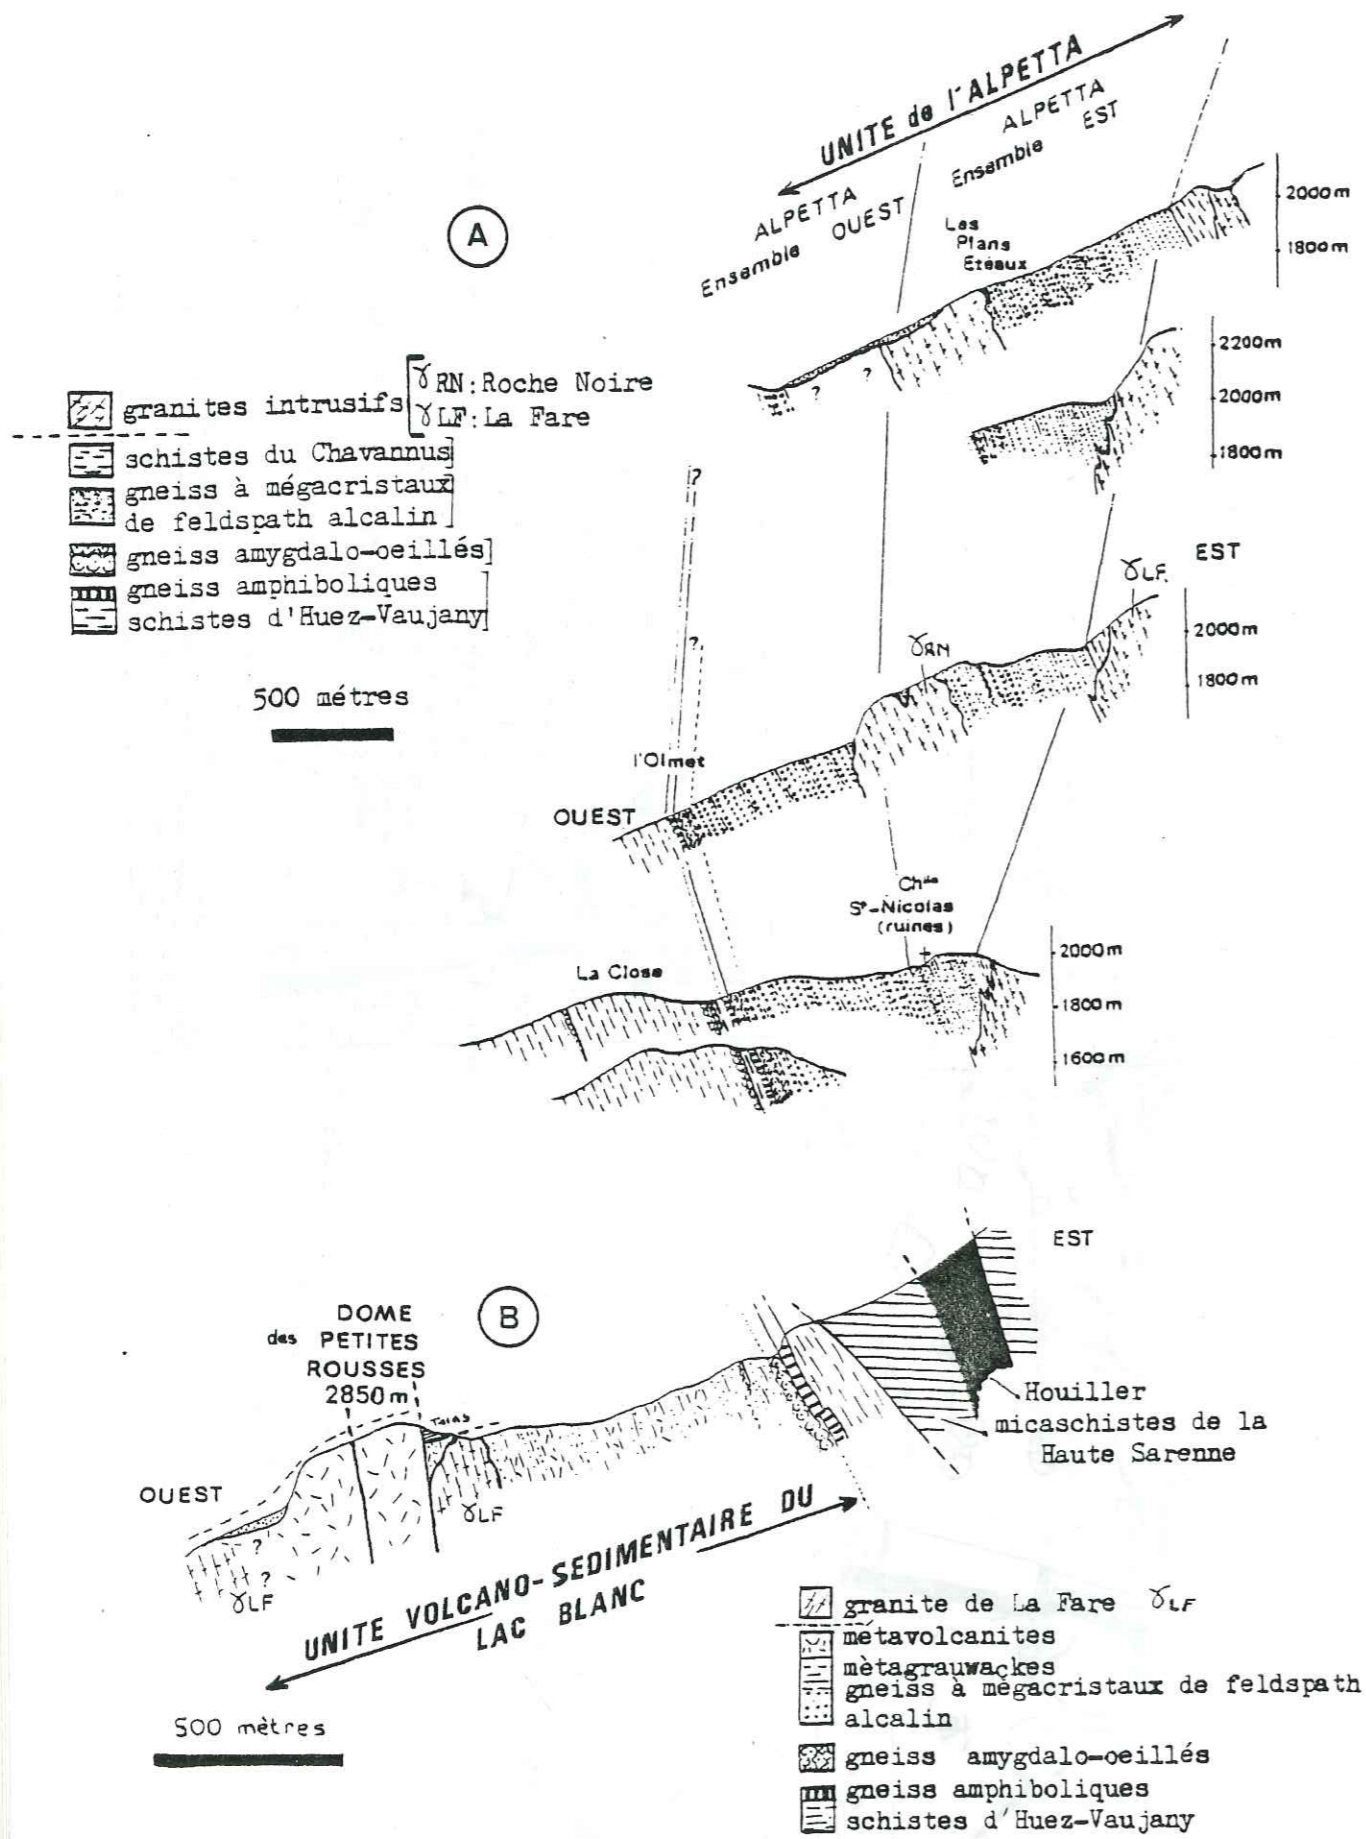 UNITE de l'ALPETTA
ALPETTA
Ensemble EST
ALPETTA
Ensemble OUEST
A
Les
Plans
Eteaux
2000m
1800m
2200m
2000m
1800m
granites intrusifs
γRN: Roche Noire
γLF: La Fare
schistes du Chavannus
gneiss à mégacristaux
de feldspath alcalin
gneiss amygdalo-oeillés
gneiss amphiboliques
schistes d'Huez-Vaujany
500 métres
?
?
?
?
EST
γLF
γRN
2000m
1800m
l'Olmet
OUEST
Chlle
St-Nicolas
(ruines)
La Close
2000m
1800m
1600m
EST
B
DOME
des PETITES
ROUSSES
2850m
Trias
Houiller
micaschistes de la
Haute Sarenne
OUEST
?
?
γLF
γLF
UNITE VOLCANO-SEDIMENTAIRE DU
LAC BLANC
500 mètres
granite de La Fare γLF
métavolcanites
mètagrauwackes
gneiss à mégacristaux de feldspath
alcalin
gneiss amygdalo-oeillés
gneiss amphiboliques
schistes d'Huez-Vaujany